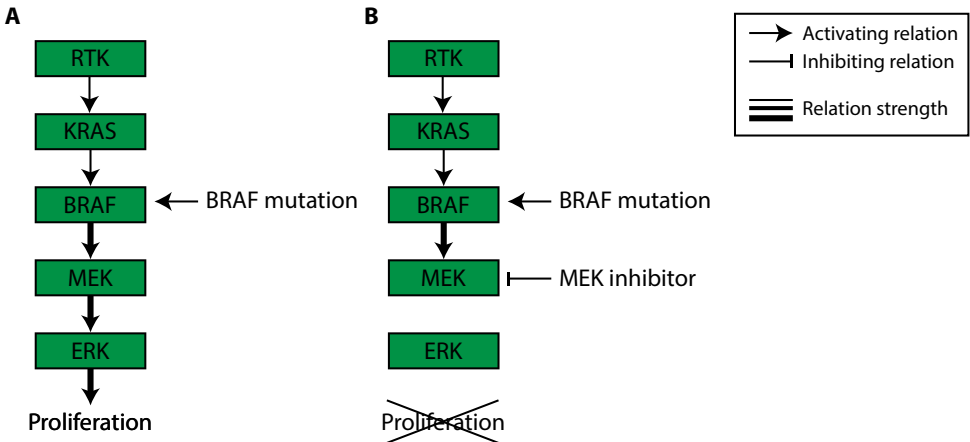 A
RTK
KRAS
BRAF
BRAF mutation
MEK
ERK
Proliferation
B
RTK
KRAS
BRAF
BRAF mutation
MEK
MEK inhibitor
ERK
Proliferation
Activating relation
Inhibiting relation
Relation strength